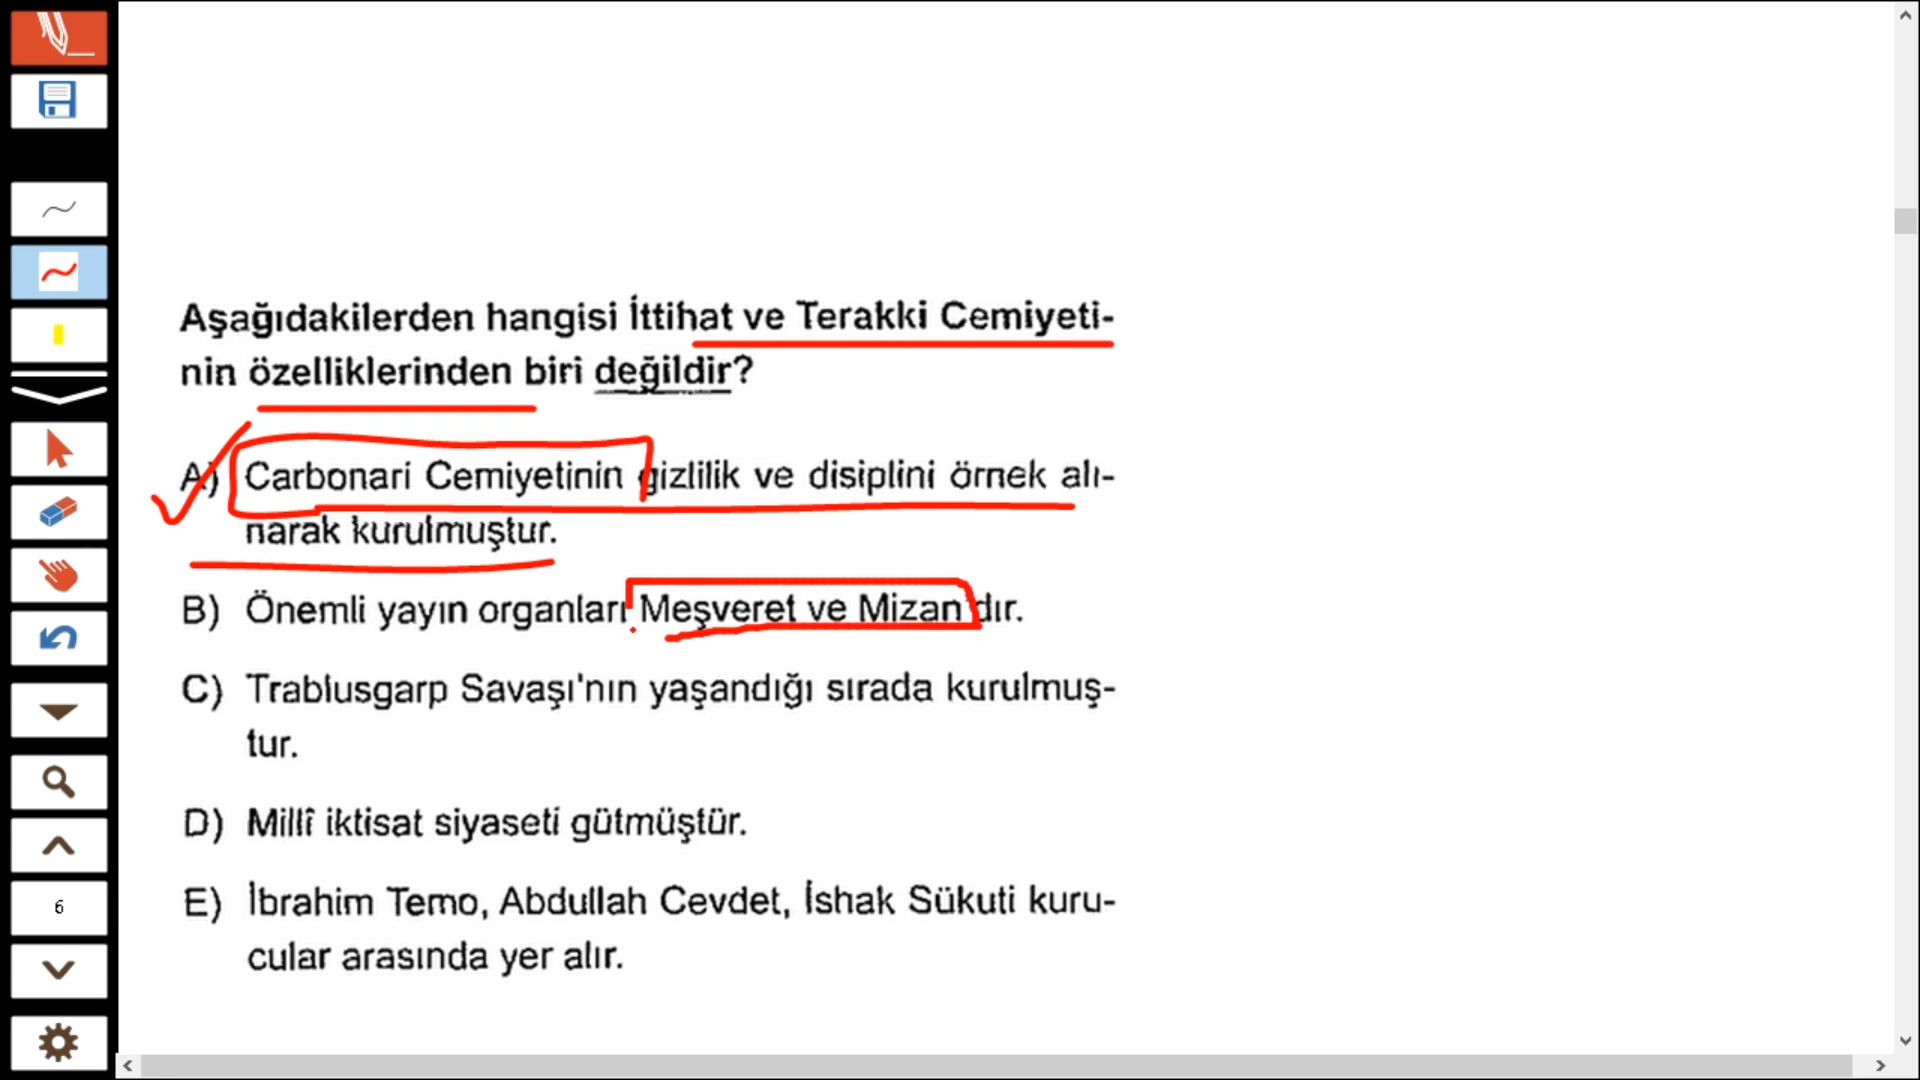 Aşağıdakilerden hangisi İttihat ve Terakki Cemiyeti-
nin özelliklerinden biri değildir?
A) Carbonari Cemiyetinin gizlilik ve disiplini örnek alı-
narak kurulmuştur.
B) Önemli yayın organları Meşveret ve Mizan'dır.
C) Trablusgarp Savaşı'nın yaşandığı sırada kurulmuş-
tur.
D) Millî iktisat siyaseti gütmüştür.
E) İbrahim Temo, Abdullah Cevdet, İshak Sükuti kuru-
cular arasında yer alır.
6